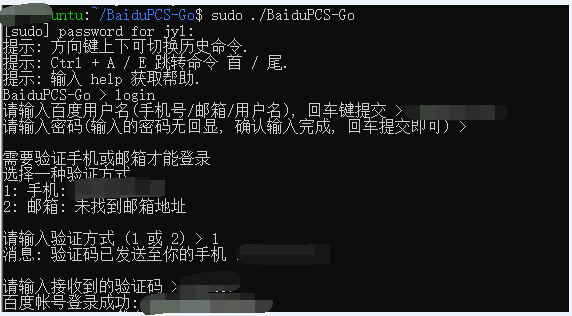 untu:~/BaiduPCS-Go$ sudo ./BaiduPCS-Go
[sudo] password for jyl:
提示: 方向键上下可切换历史命令.
提示: Ctrl + A / E 跳转命令 首 / 尾.
提示: 输入 help 获取帮助.
BaiduPCS-Go > login
请输入百度用户名(手机号/邮箱/用户名), 回车键提交 >
请输入密码(输入的密码无回显, 确认输入完成, 回车提交即可) >
需要验证手机或邮箱才能登录
选择一种验证方式
1: 手机:
2: 邮箱: 未找到邮箱地址
请输入验证方式 (1 或 2) > 1
消息: 验证码已发送至你的手机
请输入接收到的验证码 >
百度帐号登录成功: